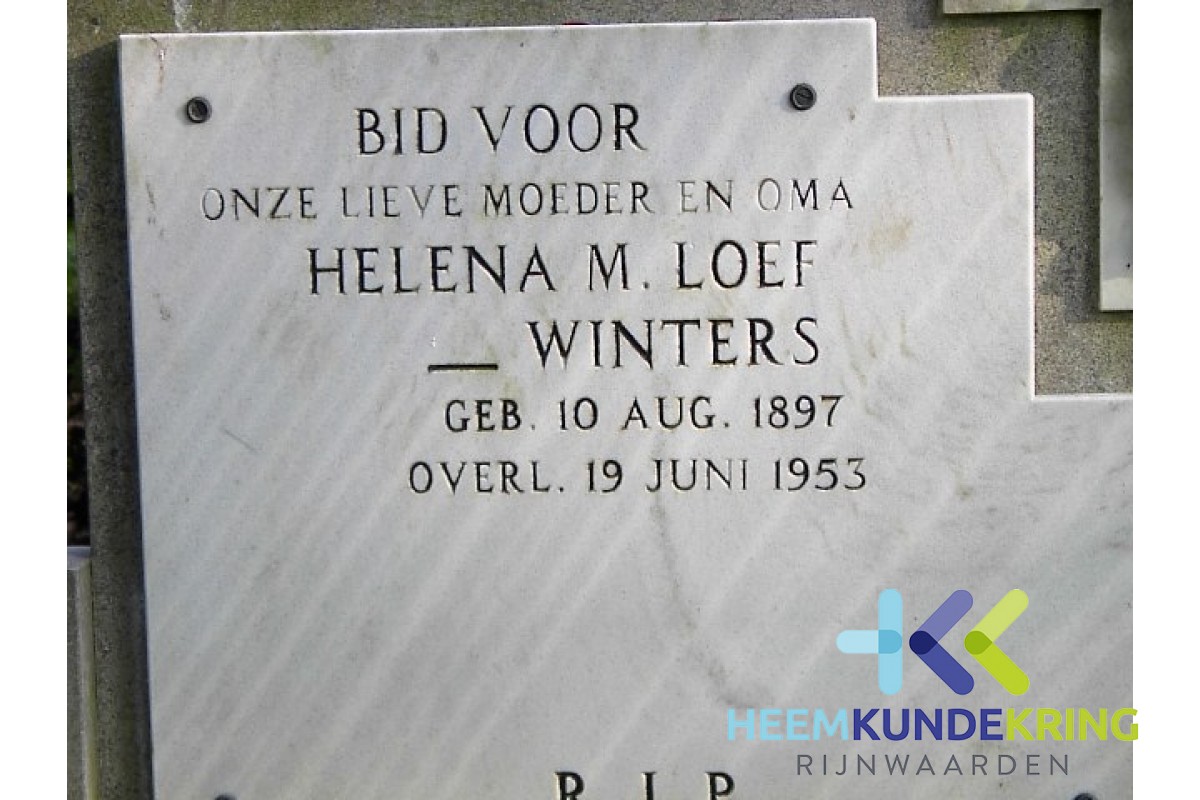 BID VOOR
ONZE LIEVE MOEDER EN OMA
HELENA M. LOEF
__ WINTERS
GEB. 10 AUG. 1897
OVERL. 19 JUNI 1953
R.I.P.
HEEMKUNDEKRING
RIJNWAARDEN